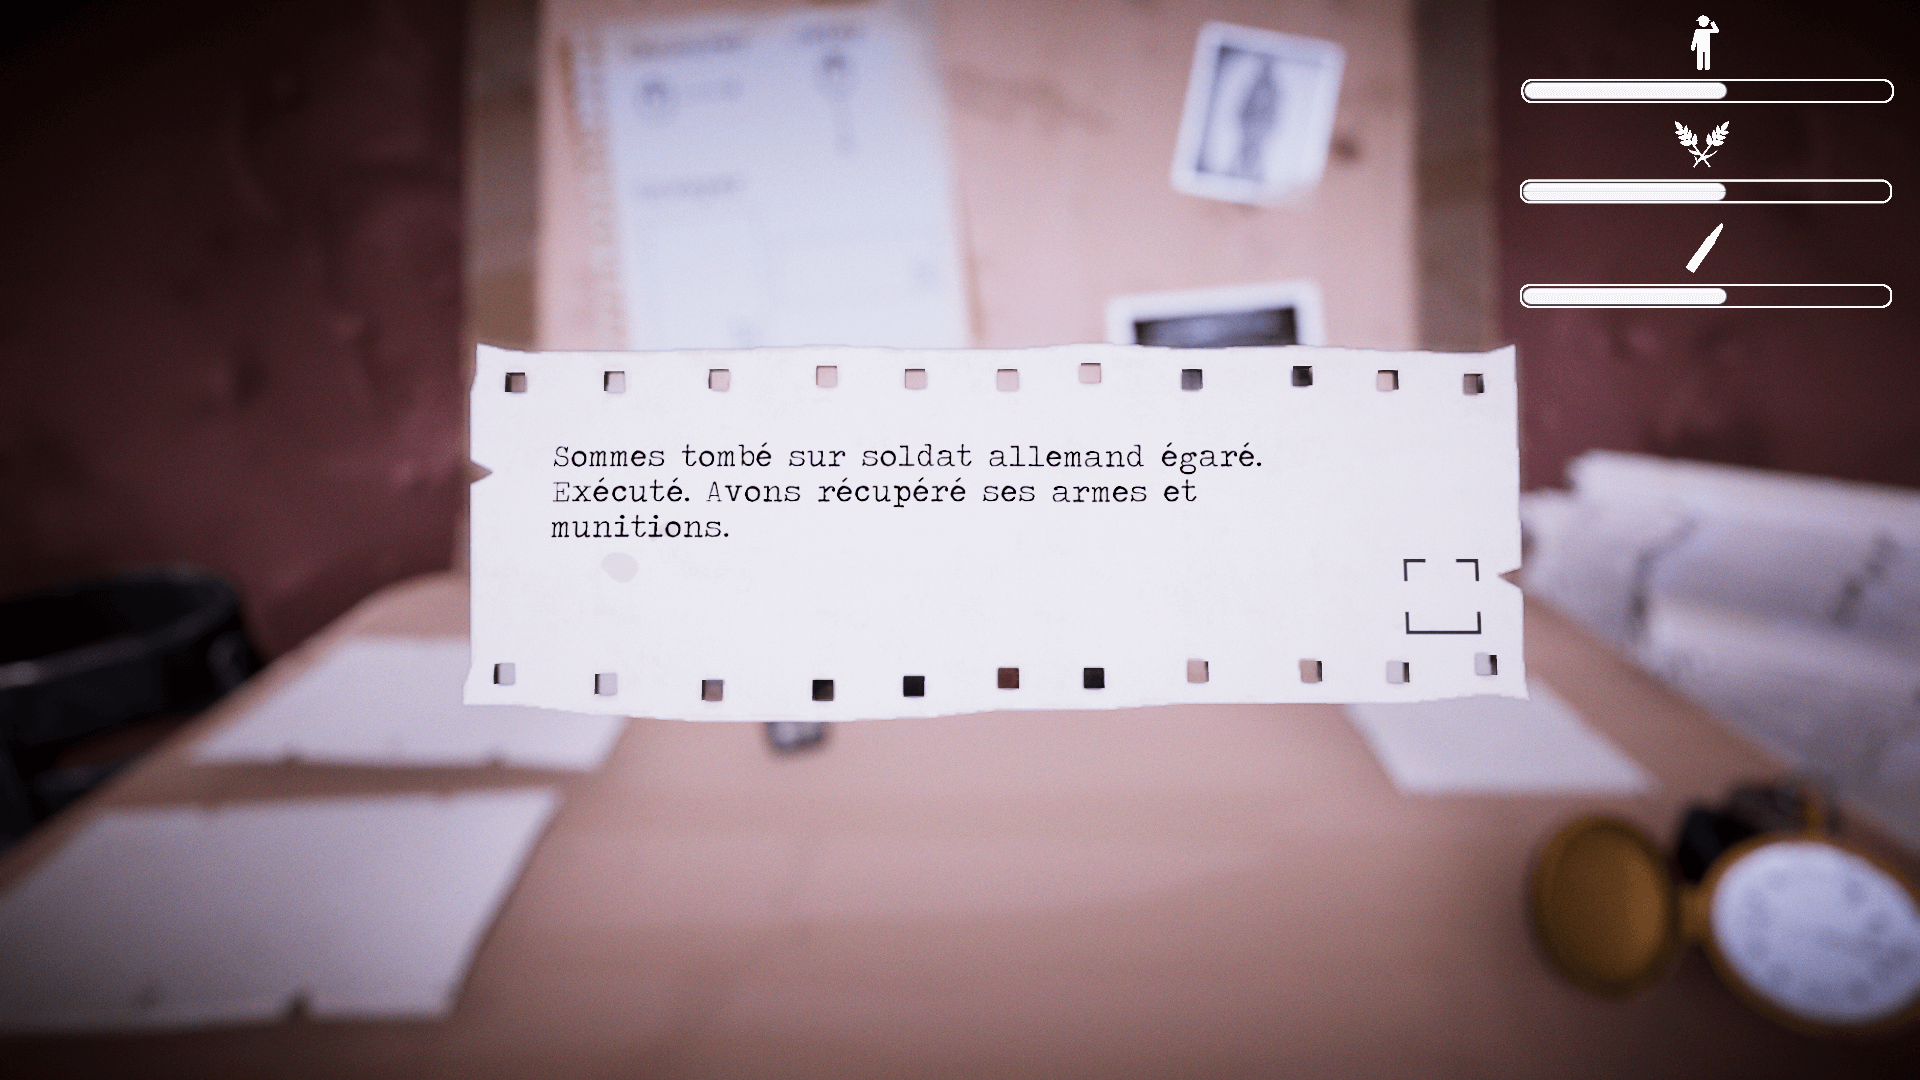 Sommes tombé sur soldat allemand égaré.
Exécuté. Avons récupéré ses armes et
munitions.